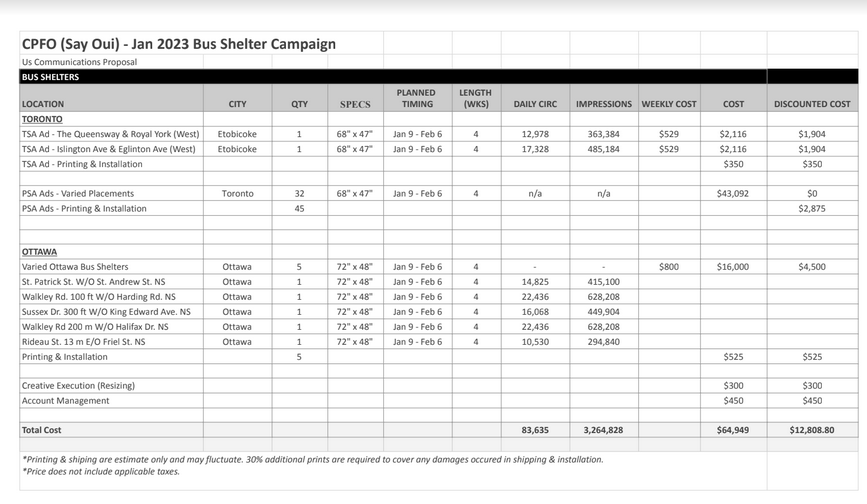 CPFO (Say Oui) - Jan 2023 Bus Shelter Campaign
Us Communications Proposal
BUS SHELTERS
LOCATION CITY QTY SPECS PLANNED TIMING LENGTH (WKS) DAILY CIRC IMPRESSIONS WEEKLY COST COST DISCOUNTED COST
TORONTO
TSA Ad - The Queensway & Royal York (West) Etobicoke 1 68" x 47" Jan 9 - Feb 6 4 12,978 363,384 $529 $2,116 $1,904
TSA Ad - Islington Ave & Eglinton Ave (West) Etobicoke 1 68" x 47" Jan 9 - Feb 6 4 17,328 485,184 $529 $2,116 $1,904
TSA Ad - Printing & Installation $350 $350
PSA Ads - Varied Placements Toronto 32 68" x 47" Jan 9 - Feb 6 4 n/a n/a $43,092 $0
PSA Ads - Printing & Installation 45 $2,875
OTTAWA
Varied Ottawa Bus Shelters Ottawa 5 72" x 48" Jan 9 - Feb 6 4 - - $800 $16,000 $4,500
St. Patrick St. W/O St. Andrew St. NS Ottawa 1 72" x 48" Jan 9 - Feb 6 4 14,825 415,100
Walkley Rd. 100 ft W/O Harding Rd. NS Ottawa 1 72" x 48" Jan 9 - Feb 6 4 22,436 628,208
Sussex Dr. 300 ft W/O King Edward Ave. NS Ottawa 1 72" x 48" Jan 9 - Feb 6 4 16,068 449,904
Walkley Rd 200 m W/O Halifax Dr. NS Ottawa 1 72" x 48" Jan 9 - Feb 6 4 22,436 628,208
Rideau St. 13 m E/O Friel St. NS Ottawa 1 72" x 48" Jan 9 - Feb 6 4 10,530 294,840
Printing & Installation 5 $525 $525
Creative Execution (Resizing) $300 $300
Account Management $450 $450
Total Cost 83,635 3,264,828 $64,949 $12,808.80
*Printing & shiping are estimate only and may fluctuate. 30% additional prints are required to cover any damages occured in shipping & installation.
*Price does not include applicable taxes.